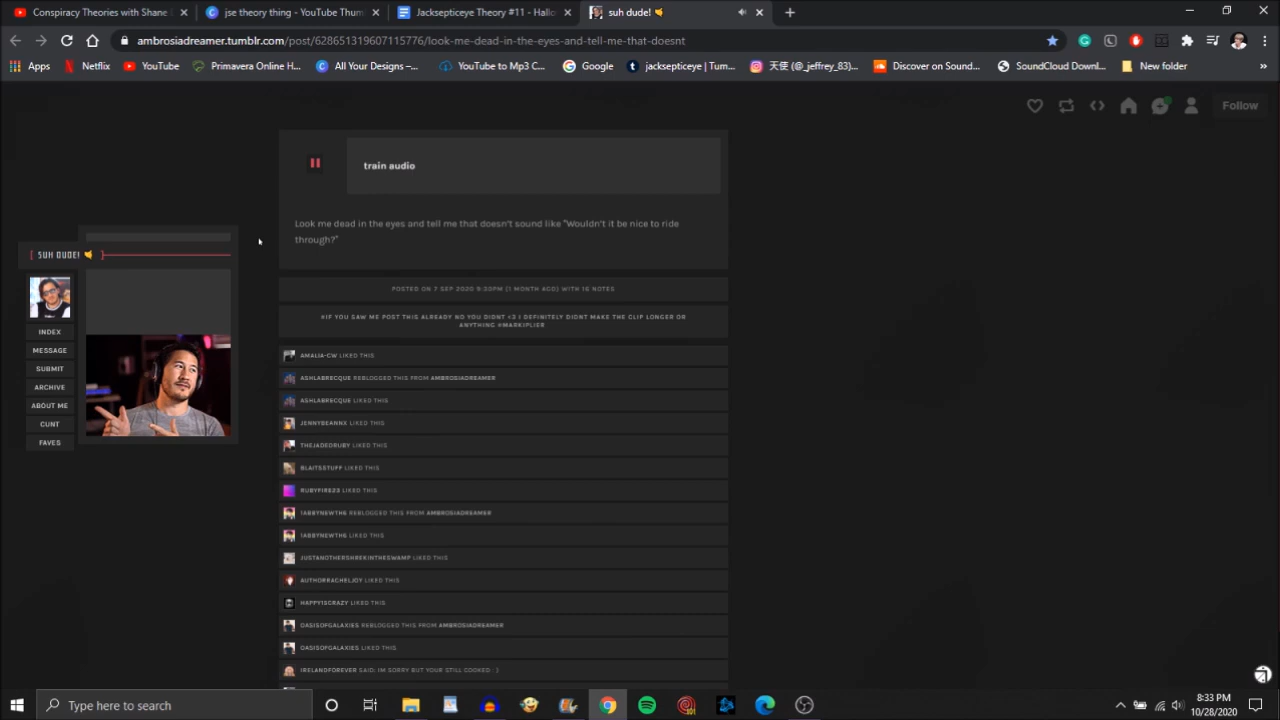 Conspiracy Theories with Shane
jse theory thing - YouTube Thum
Jacksepticeye Theory #11 - Hallo
suh dude!
ambrosiadreamer.tumblr.com/post/628651319607115776/look-me-dead-in-the-eyes-and-tell-me-that-doesnt
Apps
Netflix
YouTube
Primavera Online H...
All Your Designs –...
YouTube to Mp3 C...
Google
jacksepticeye | Tum...
(@_jeffrey_83)...
Discover on Sound...
SoundCloud Downl...
New folder
Follow
train audio
Look me dead in the eyes and tell me that doesn't sound like "Wouldn't it be nice to ride
through?"
[ SUH DUDE! ]
POSTED ON 7 SEP 2020 9:30PM (1 MONTH AGO) WITH 16 NOTES
#IF YOU SAW ME POST THIS ALREADY NO YOU DIDNT <3 I DEFINITELY DIDNT MAKE THE CLIP LONGER OR
ANYTHING #MARKIPLIER
INDEX
MESSAGE
SUBMIT
ARCHIVE
ABOUT ME
CUNT
FAVES
AMALIA-CW LIKED THIS
ASHLABRECQUE REBLOGGED THIS FROM AMBROSIADREAMER
ASHLABRECQUE LIKED THIS
JENNYBEANNX LIKED THIS
THEJADEDRUBY LIKED THIS
BLAITSSTUFF LIKED THIS
RUBYFIRE23 LIKED THIS
1ABBYNEWTH6 REBLOGGED THIS FROM AMBROSIADREAMER
1ABBYNEWTH6 LIKED THIS
JUSTANOTHERSHREKINTHESWAMP LIKED THIS
AUTHORRACHELJOY LIKED THIS
HAPPY1SCRAZY LIKED THIS
OASISOFGALAXIES REBLOGGED THIS FROM AMBROSIADREAMER
OASISOFGALAXIES LIKED THIS
IRELANDFOREVER SAID: IM SORRY BUT YOUR STILL COOKED : )
Type here to search
8:33 PM
10/28/2020